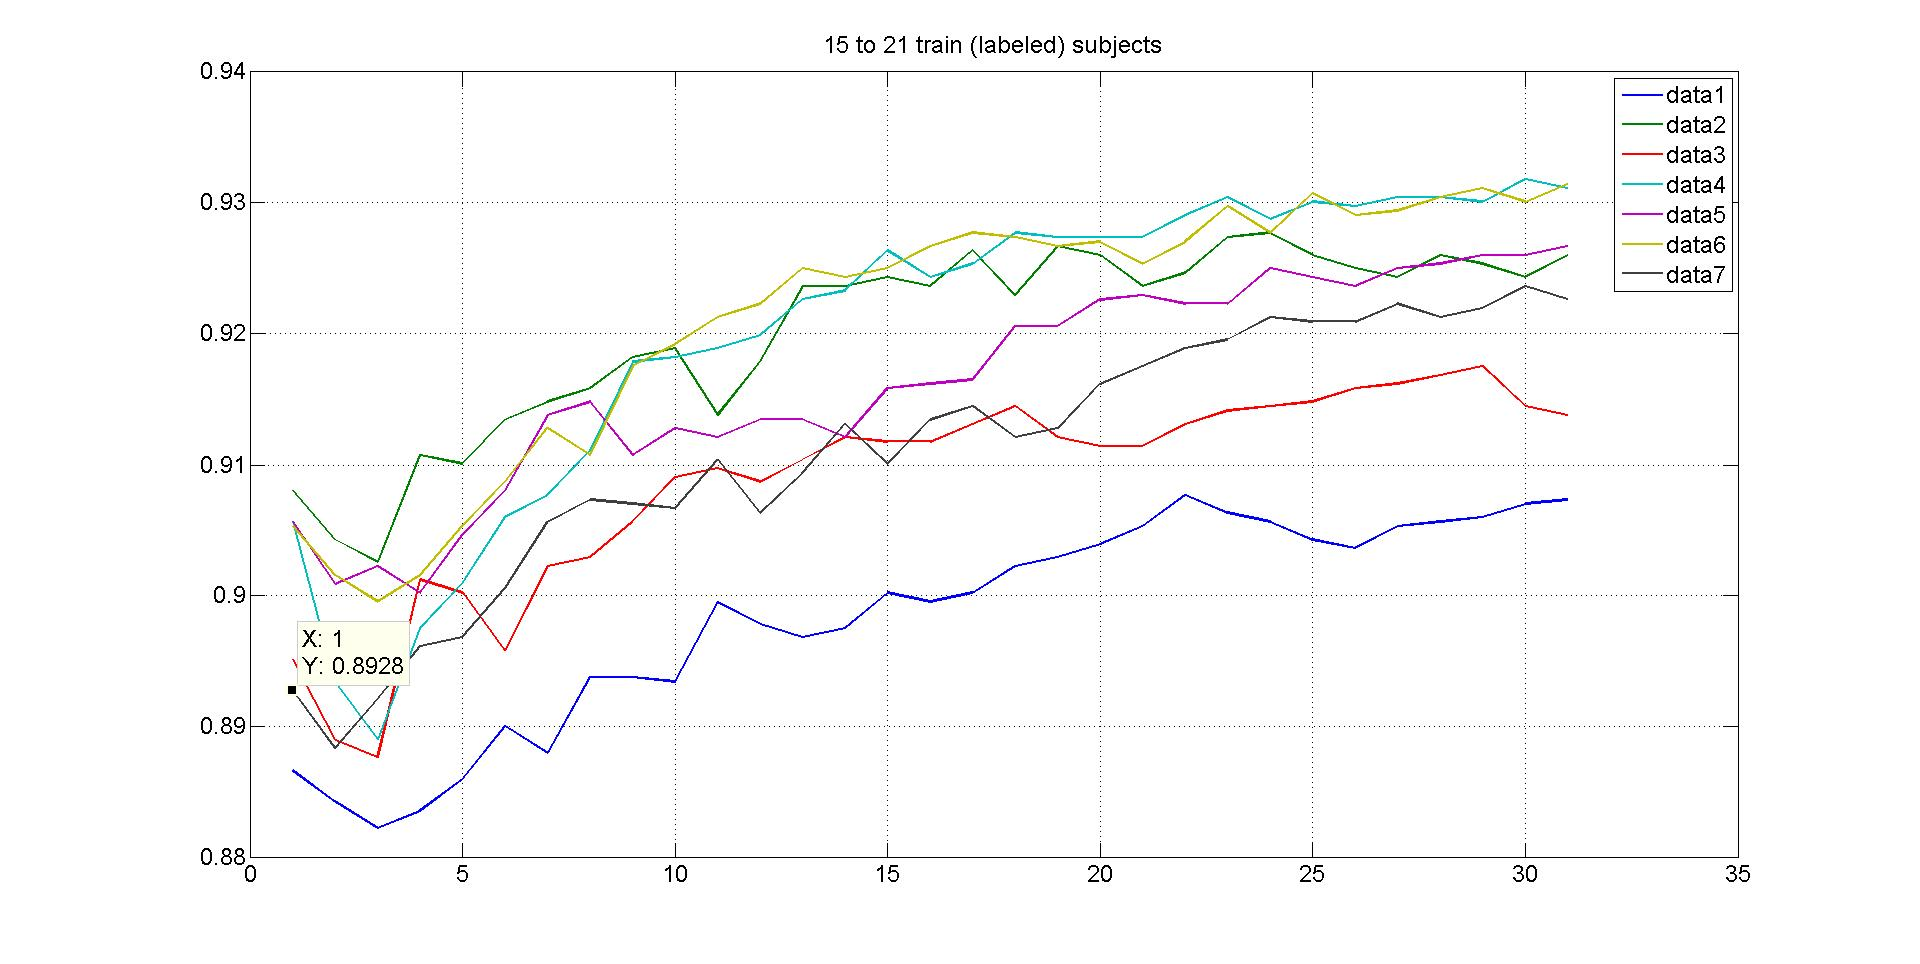 15 to 21 train (labeled) subjects
0.94
0.93
0.92
0.91
0.9
0.89
0.88
0
5
10
15
20
25
30
35
data1
data2
data3
data4
data5
data6
data7
X: 1
Y: 0.8928